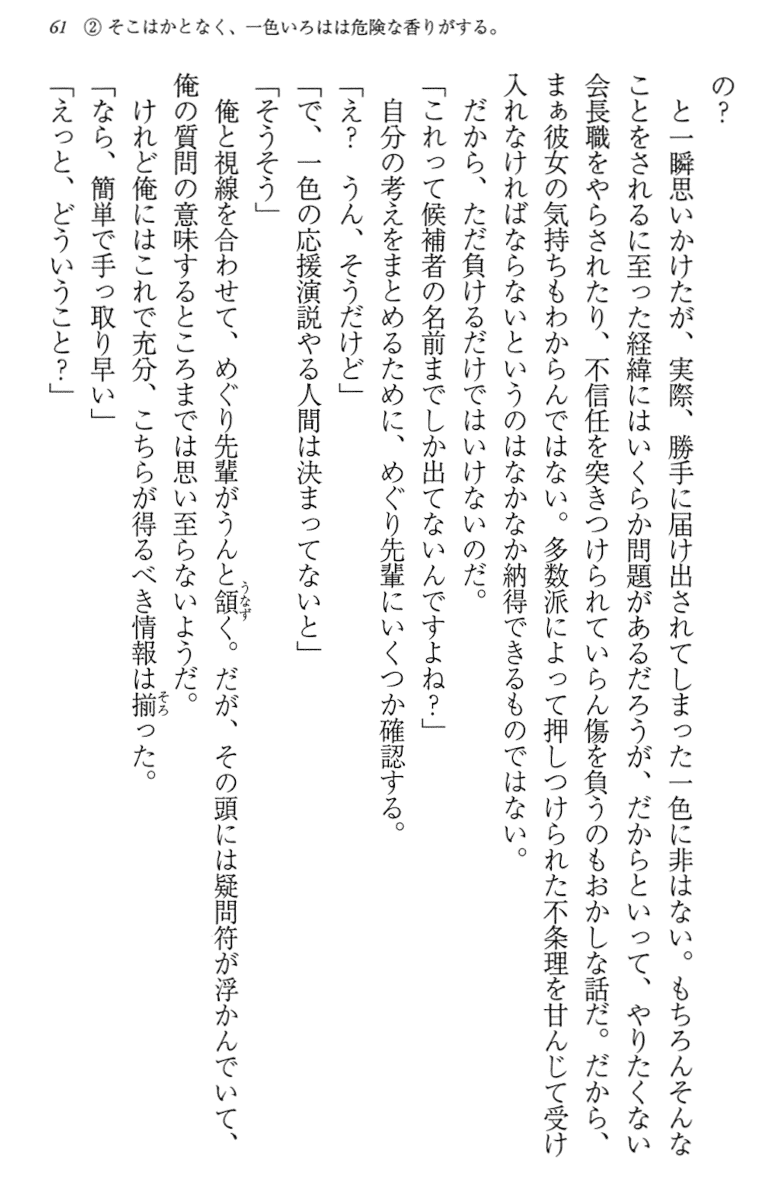 61 ② そこはかとなく、一色いろはは危険な香りがする。
の？
　と一瞬思いかけたが、実際、勝手に届け出されてしまった一色に非はない。もちろんそんな
ことをされるに至った経緯にはいくらか問題があるだろうが、だからといって、やりたくない
会長職をやらされたり、不信任を突きつけられていらん傷を負うのもおかしな話だ。だから、
まぁ彼女の気持ちもわからんではない。多数派によって押しつけられた不条理を甘んじて受け
入れなければならないというのはなかなか納得できるものではない。
　だから、ただ負けるだけではいけないのだ。
「これって候補者の名前までしか出てないんですよね？」
　自分の考えをまとめるために、めぐり先輩にいくつか確認する。
「え？　うん、そうだけど」
「で、一色の応援演説やる人間は決まってないと」
「そうそう」
　俺と視線を合わせて、めぐり先輩がうんと頷く。だが、その頭には疑問符が浮かんでいて、
うなず
俺の質問の意味するところまでは思い至らないようだ。
　けれど俺にはこれで充分、こちらが得るべき情報は揃った。
そろ
「なら、簡単で手っ取り早い」
「えっと、どういうこと？」